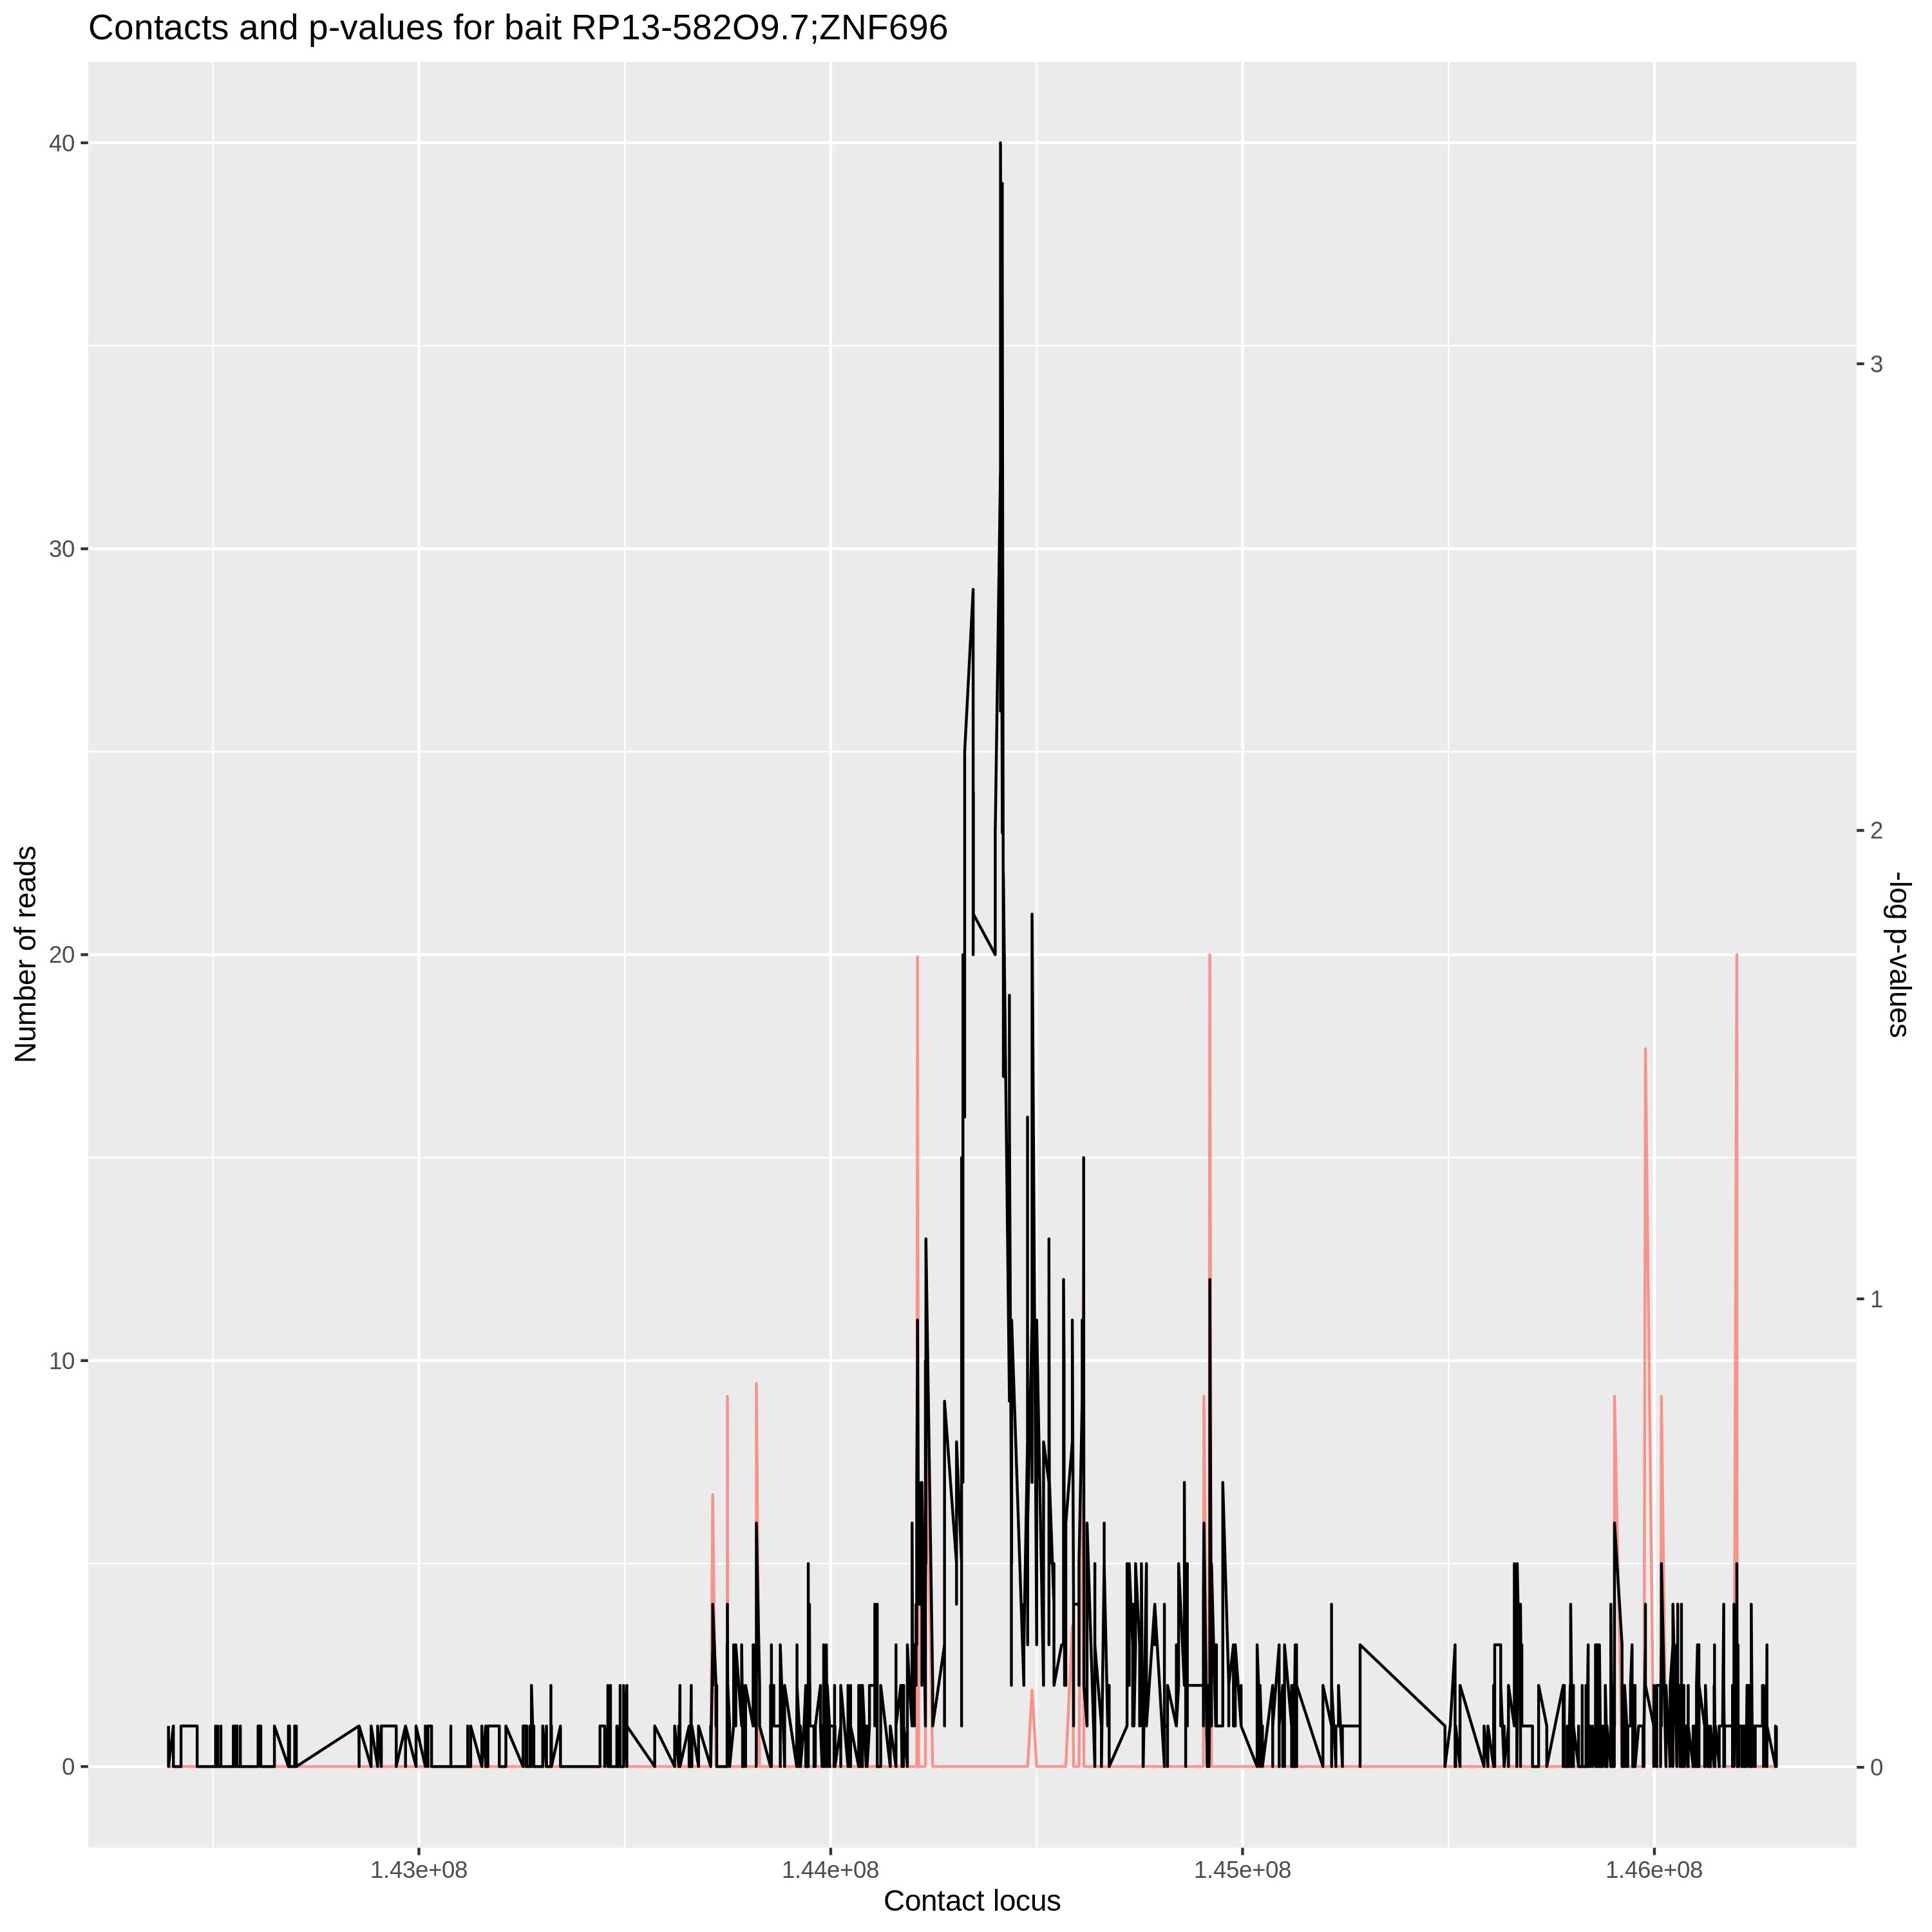 Contacts and p-values for bait RP13-582O9.7;ZNF696
40
30
20
10
0
Number of reads
3
2
1
0
-log p-values
1.43e+08
1.44e+08
1.45e+08
1.46e+08
Contact locus